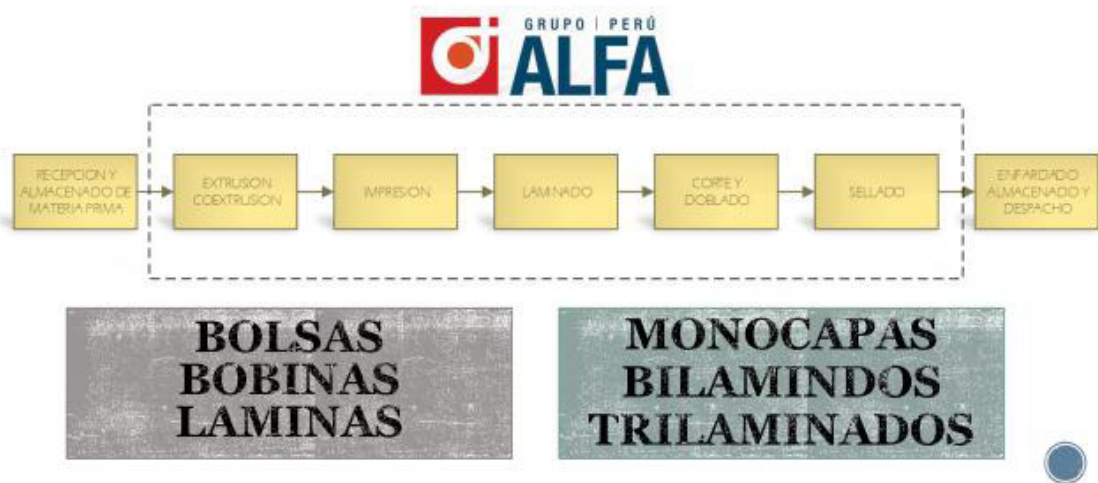 GRUPO | PERÚ
ALFA
RECEPCION Y
ALMACENADO DE
MATERIA PRIMA
EXTRUSION
COEXTRUSION
IMPRESION
LAMINADO
CORTE Y
DOBLADO
SELLADO
ENFARDADO
ALMACENADO Y
DESPACHO
BOLSAS
BOBINAS
LAMINAS
MONOCAPAS
BILAMINDOS
TRILAMINADOS